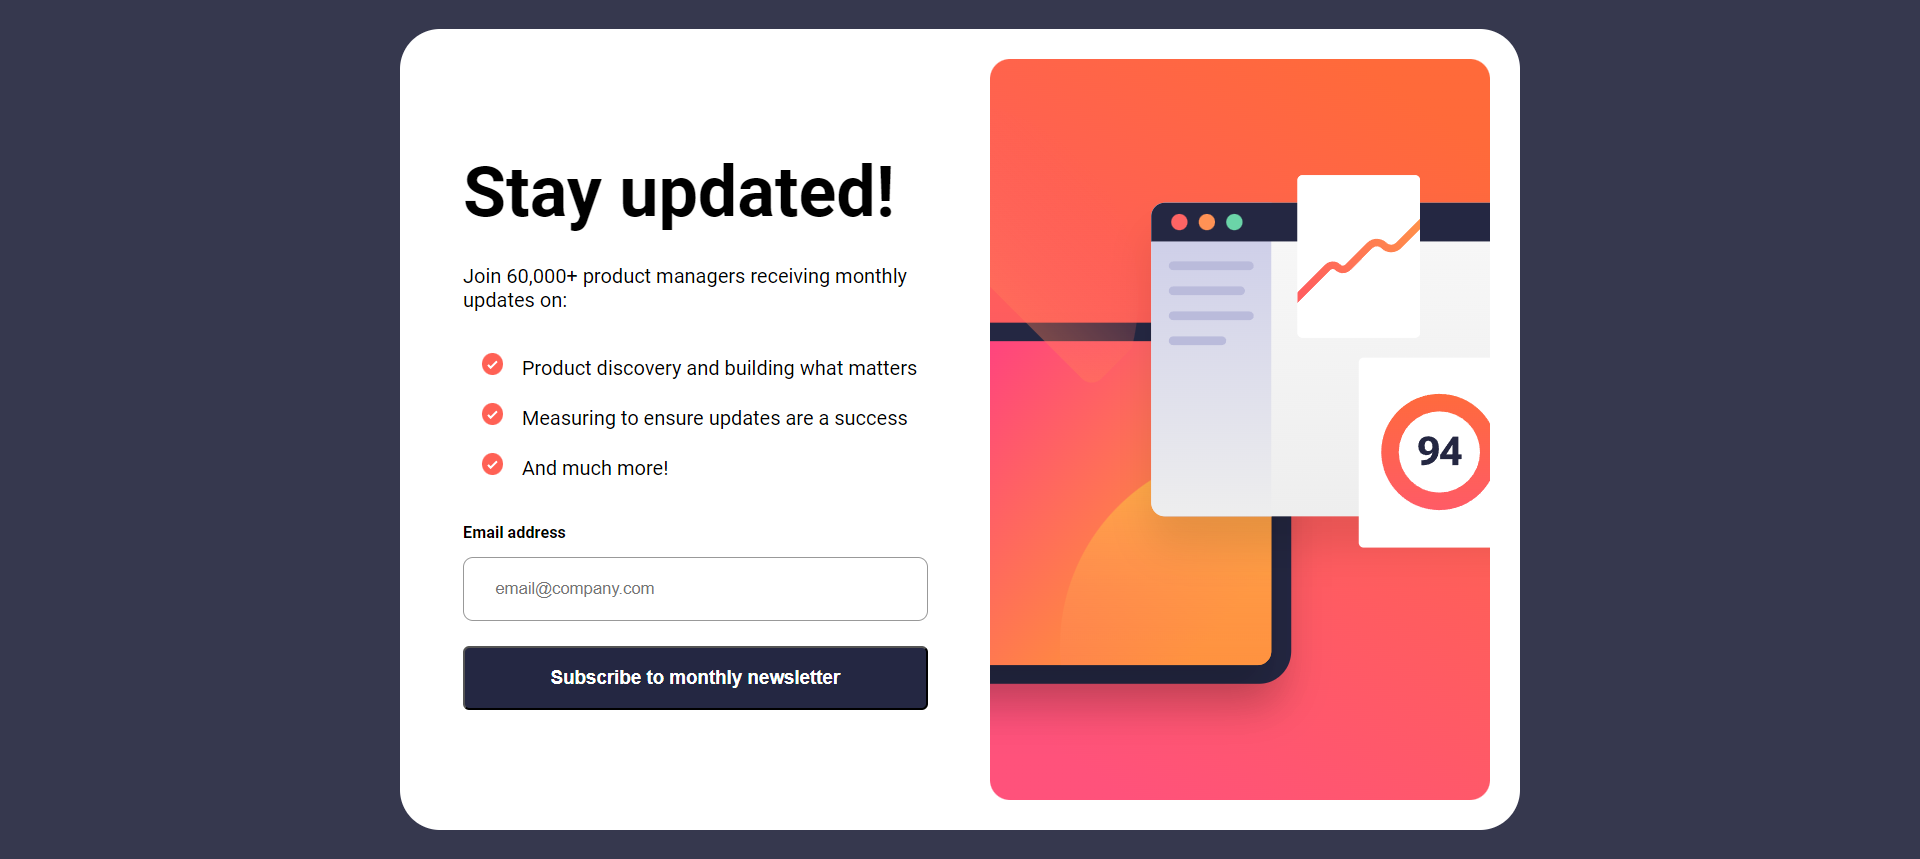 Stay updated!
Join 60,000+ product managers receiving monthly
updates on:
Product discovery and building what matters
Measuring to ensure updates are a success
And much more!
Email address
email@company.com
Subscribe to monthly newsletter
94